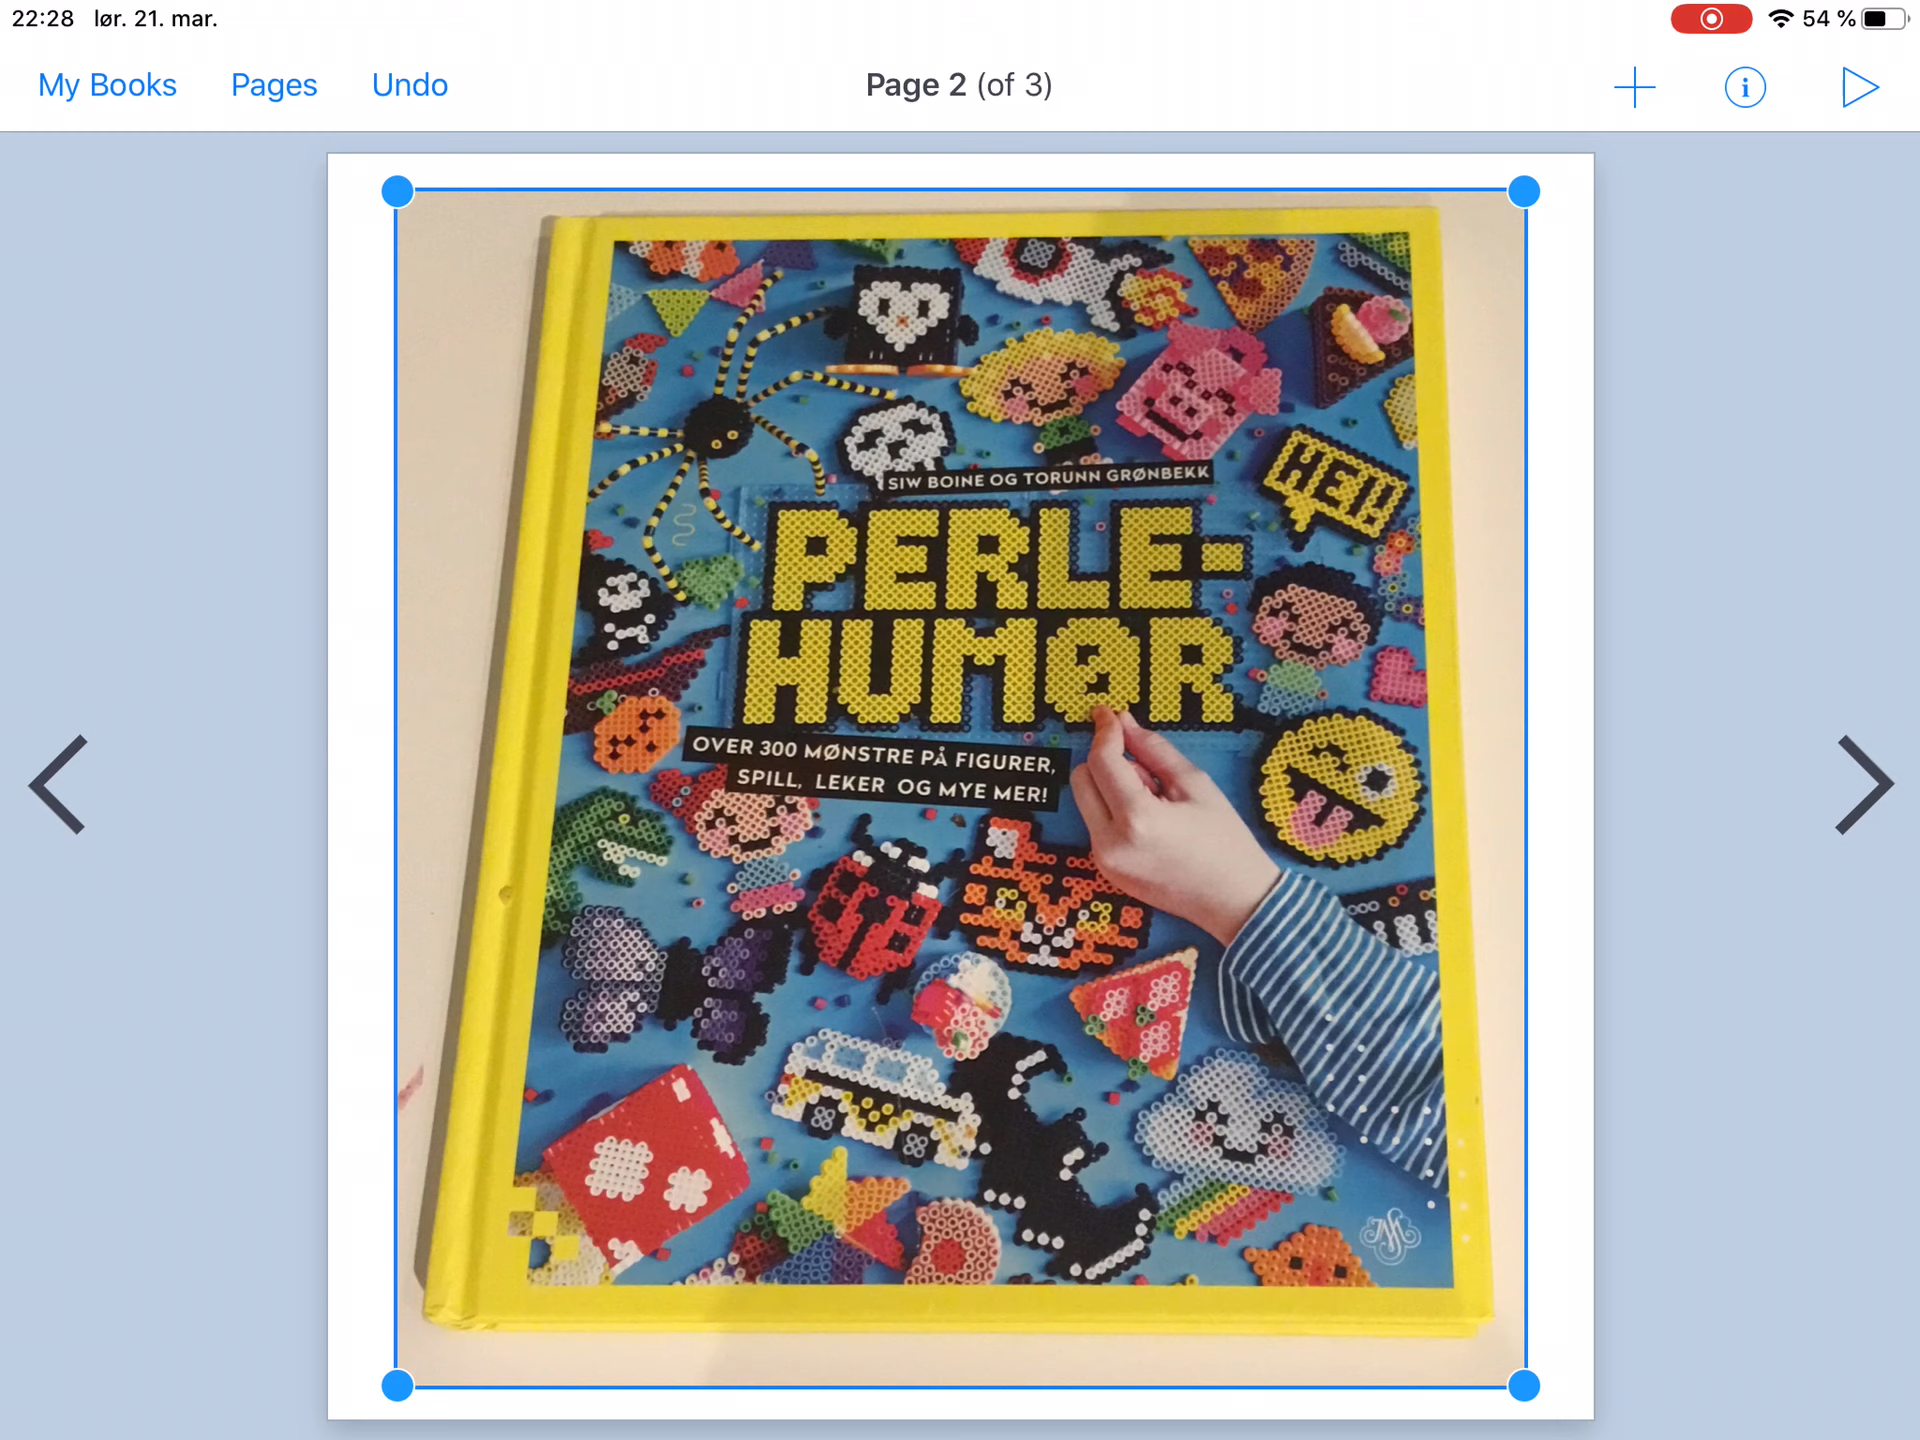 22:28 lør. 21. mar.
54 %
My Books
Pages
Undo
Page 2 (of 3)
SIW BOINE OG TORUNN GRØNBEKK
HEI!
PERLE-
HUMØR
OVER 300 MØNSTRE PÅ FIGURER,
SPILL, LEKER OG MYE MER!